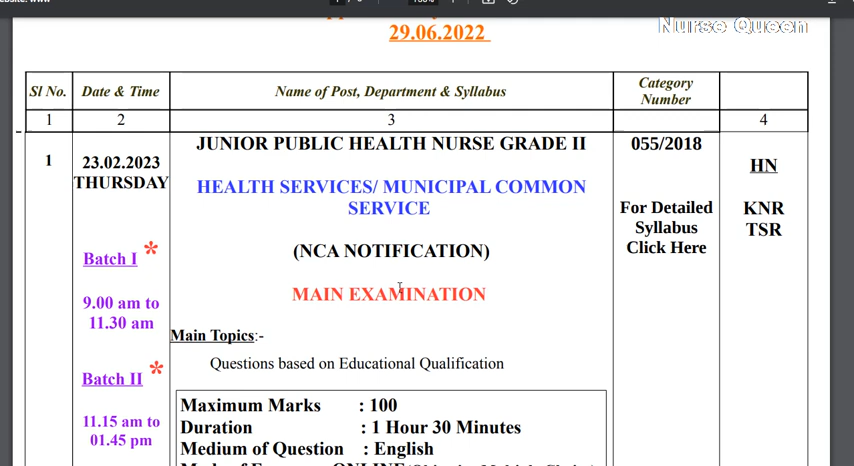 29.06.2022
Nurse Queen
Sl No.
Date & Time
Name of Post, Department & Syllabus
Category
Number
1
2
3
4
1
23.02.2023
THURSDAY
Batch I *
9.00 am to
11.30 am
Batch II *
11.15 am to
01.45 pm
JUNIOR PUBLIC HEALTH NURSE GRADE II
HEALTH SERVICES/ MUNICIPAL COMMON
SERVICE
(NCA NOTIFICATION)
MAIN EXAMINATION
Main Topics:-
Questions based on Educational Qualification
Maximum Marks : 100
Duration : 1 Hour 30 Minutes
Medium of Question : English
055/2018
For Detailed
Syllabus
Click Here
HN
KNR
TSR